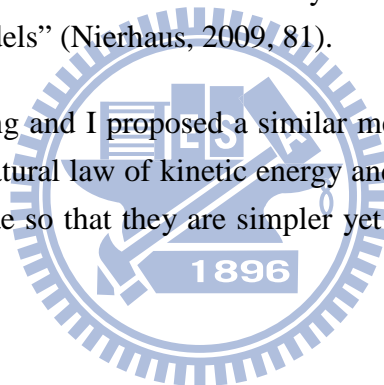 dels” (Nierhaus, 2009, 81).
ng and I proposed a similar mo
atural law of kinetic energy and
e so that they are simpler yet
E S
1896